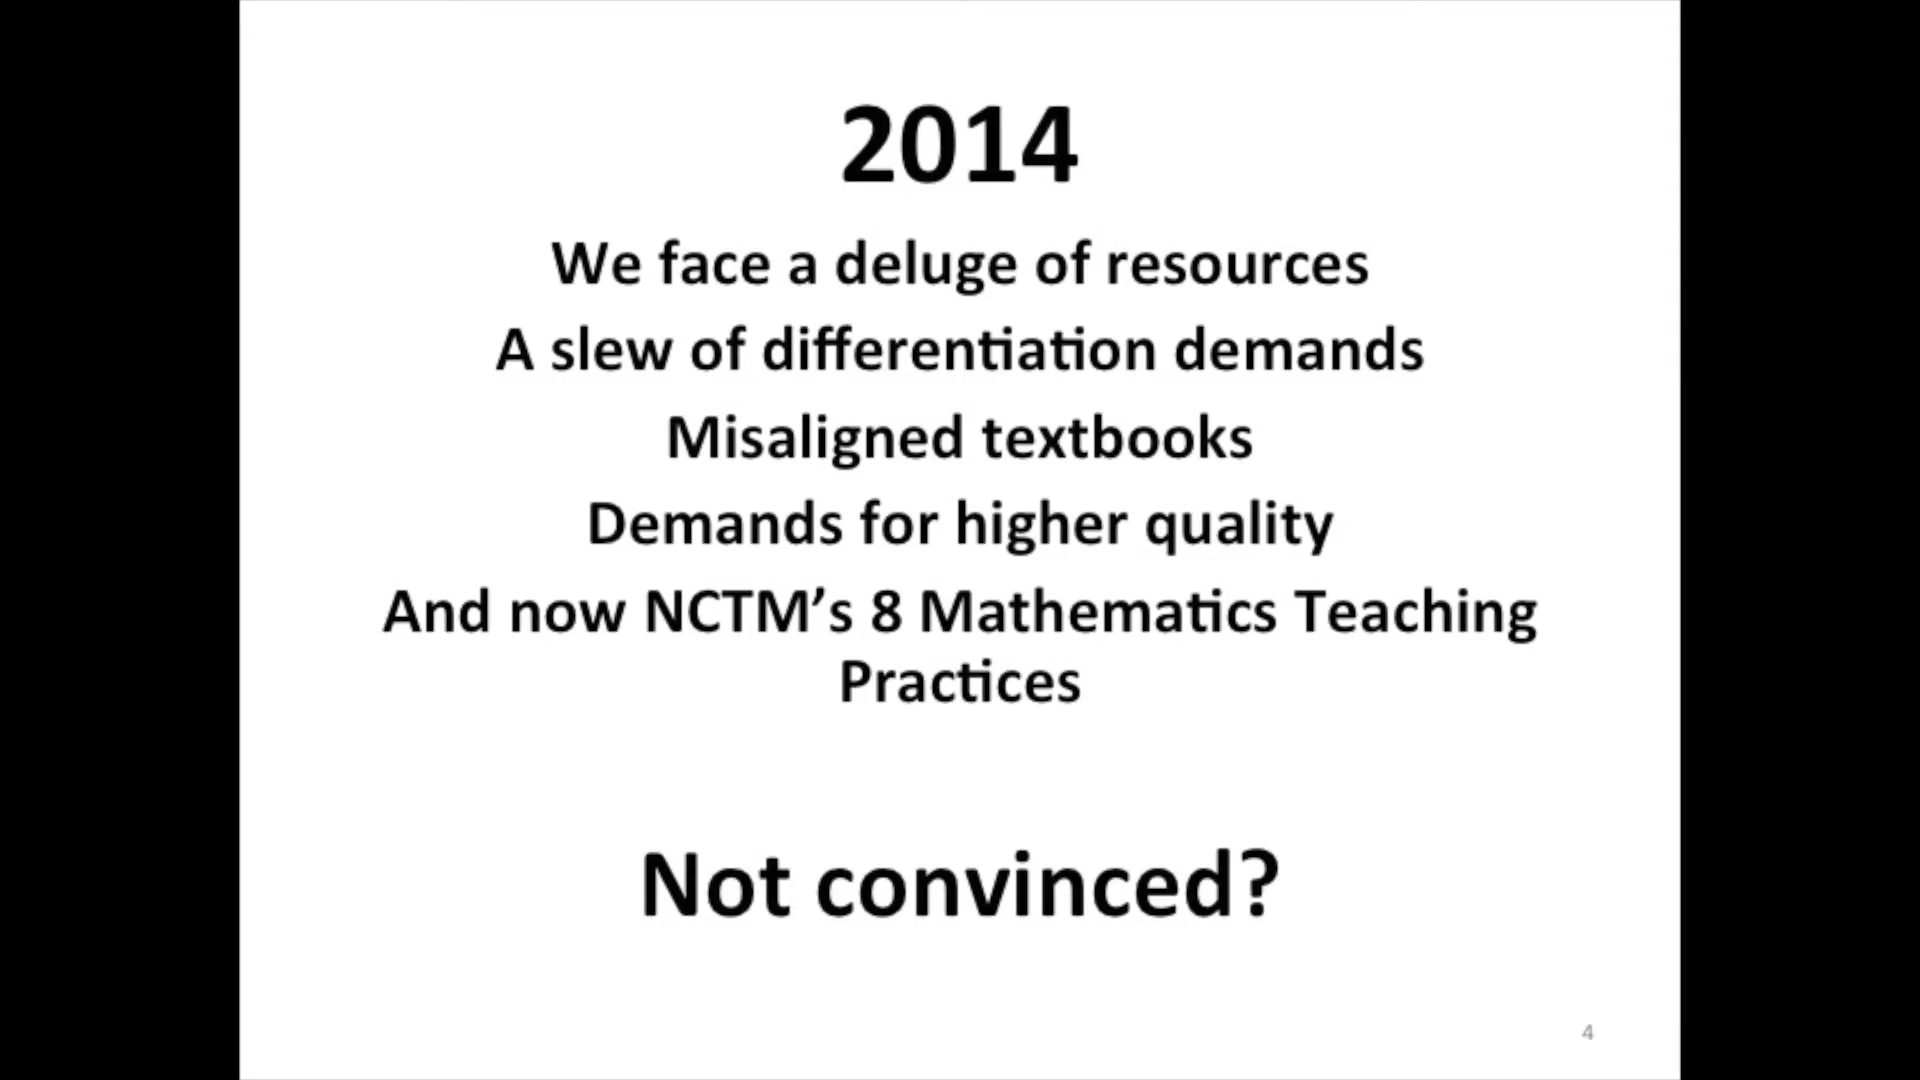 2014
We face a deluge of resources
A slew of differentiation demands
Misaligned textbooks
Demands for higher quality
And now NCTM’s 8 Mathematics Teaching
Practices
Not convinced?
4